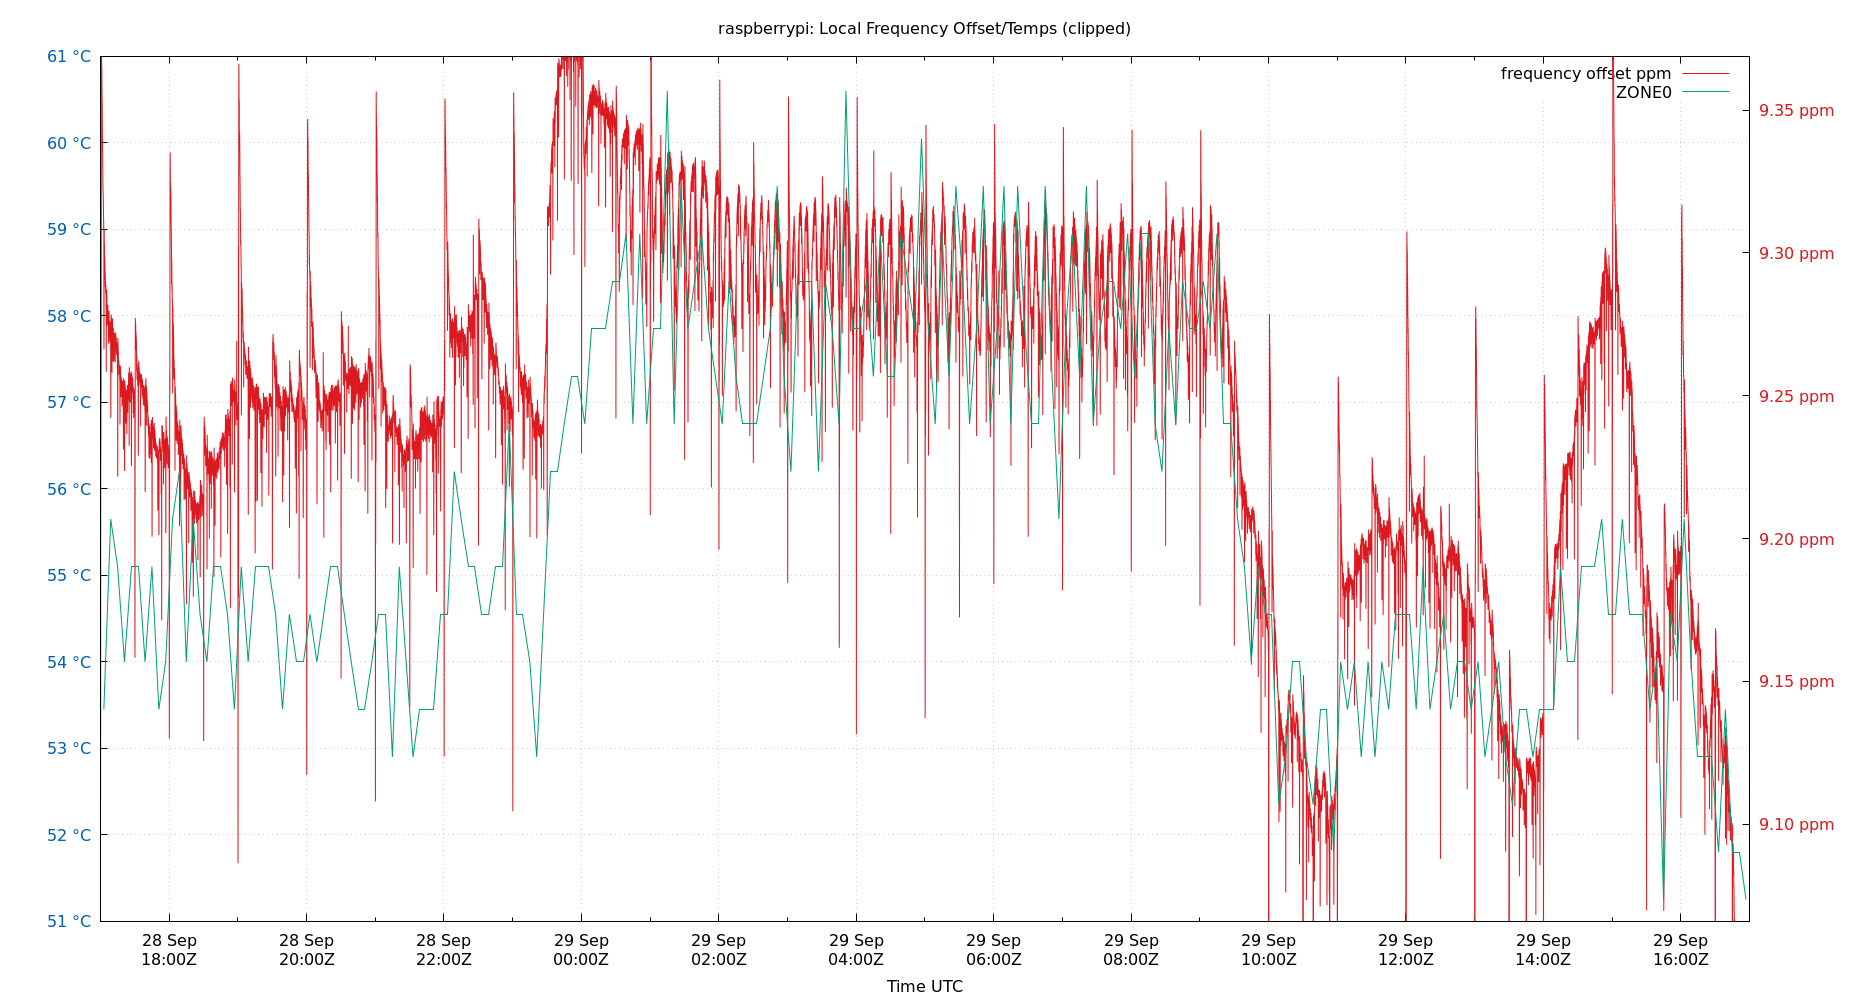 raspberrypi: Local Frequency Offset/Temps (clipped)
61 °C
60 °C
59 °C
58 °C
57 °C
56 °C
55 °C
54 °C
53 °C
52 °C
51 °C
frequency offset ppm
ZONE0
9.35 ppm
9.30 ppm
9.25 ppm
9.20 ppm
9.15 ppm
9.10 ppm
28 Sep
18:00Z
28 Sep
20:00Z
28 Sep
22:00Z
29 Sep
00:00Z
29 Sep
02:00Z
29 Sep
04:00Z
29 Sep
06:00Z
29 Sep
08:00Z
29 Sep
10:00Z
29 Sep
12:00Z
29 Sep
14:00Z
29 Sep
16:00Z
Time UTC